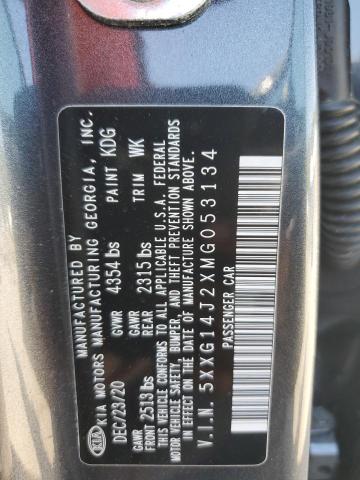 KIA MANUFACTURED BY
KIA MOTORS MANUFACTURING GEORGIA, INC.
DEC/23/20 GVWR 4354 lbs PAINT KDG
GAWR FRONT 2513 lbs GAWR REAR 2315 lbs TRIM WK
THIS VEHICLE CONFORMS TO ALL APPLICABLE U.S.A. FEDERAL
MOTOR VEHICLE SAFETY, BUMPER, AND THEFT PREVENTION STANDARDS
IN EFFECT ON THE DATE OF MANUFACTURE SHOWN ABOVE.
V.I.N. 5XXG14J2XMG053134
PASSENGER CAR